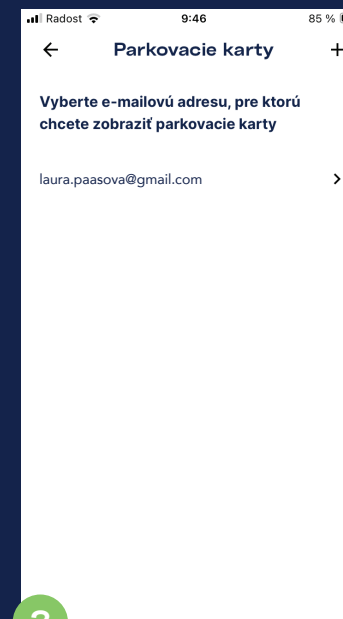 Radost 9:46 85 %
Parkovacie karty
Vyberte e-mailovú adresu, pre ktorú
chcete zobraziť parkovacie karty
laura.paasova@gmail.com